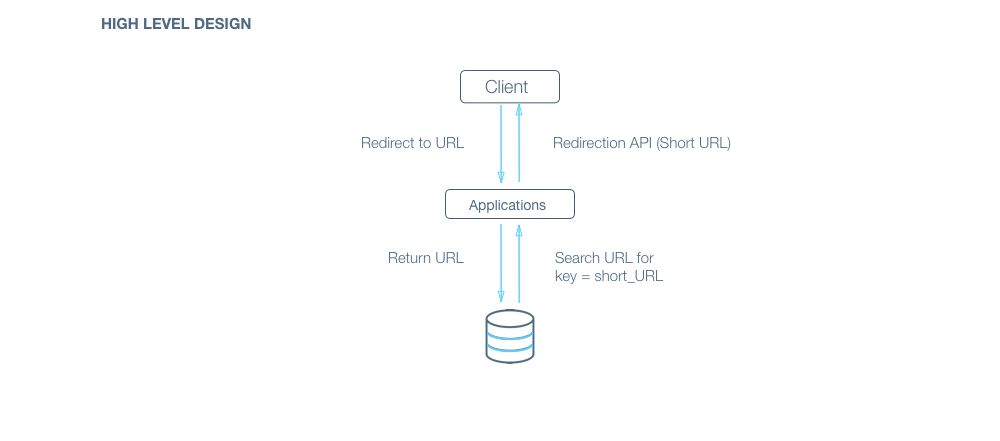 HIGH LEVEL DESIGN
Client
Redirect to URL
Redirection API (Short URL)
Applications
Return URL
Search URL for
key = short_URL